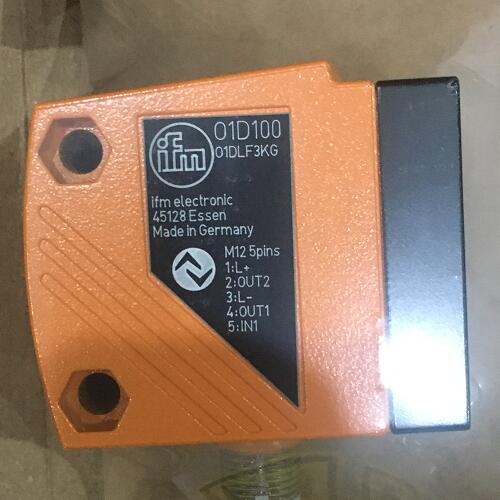 ifm
O1D100
O1DLF3KG
ifm electronic
45128 Essen
Made in Germany
M12 5pins
1:L+
2:OUT2
3:L-
4:OUT1
5:IN1